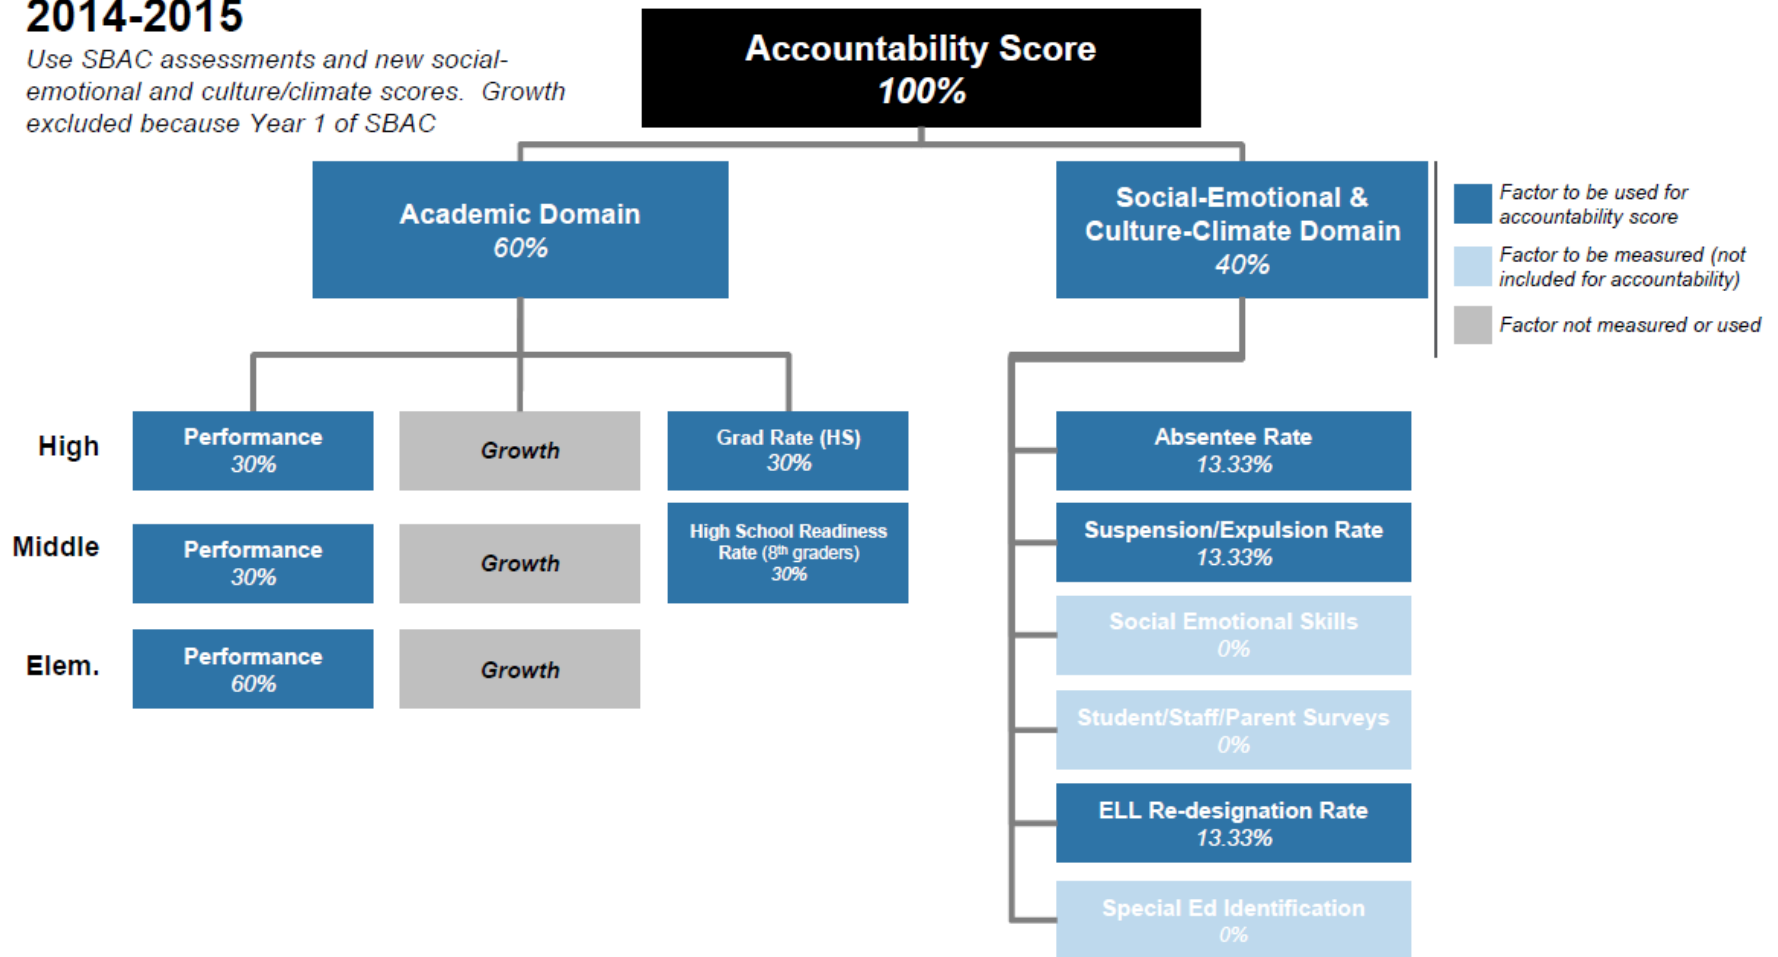 2014-2015
Use SBAC assessments and new social-
emotional and culture/climate scores.  Growth
excluded because Year 1 of SBAC
Accountability Score
100%
Academic Domain
60%
Social-Emotional &
Culture-Climate Domain
40%
Factor to be used for
accountability score
Factor to be measured (not
included for accountability)
Factor not measured or used
High
Performance
30%
Growth
Grad Rate (HS)
30%
Middle
Performance
30%
Growth
High School Readiness
Rate (8th graders)
30%
Elem.
Performance
60%
Growth
Absentee Rate
13.33%
Suspension/Expulsion Rate
13.33%
Social Emotional Skills
0%
Student/Staff/Parent Surveys
0%
ELL Re-designation Rate
13.33%
Special Ed Identification
0%